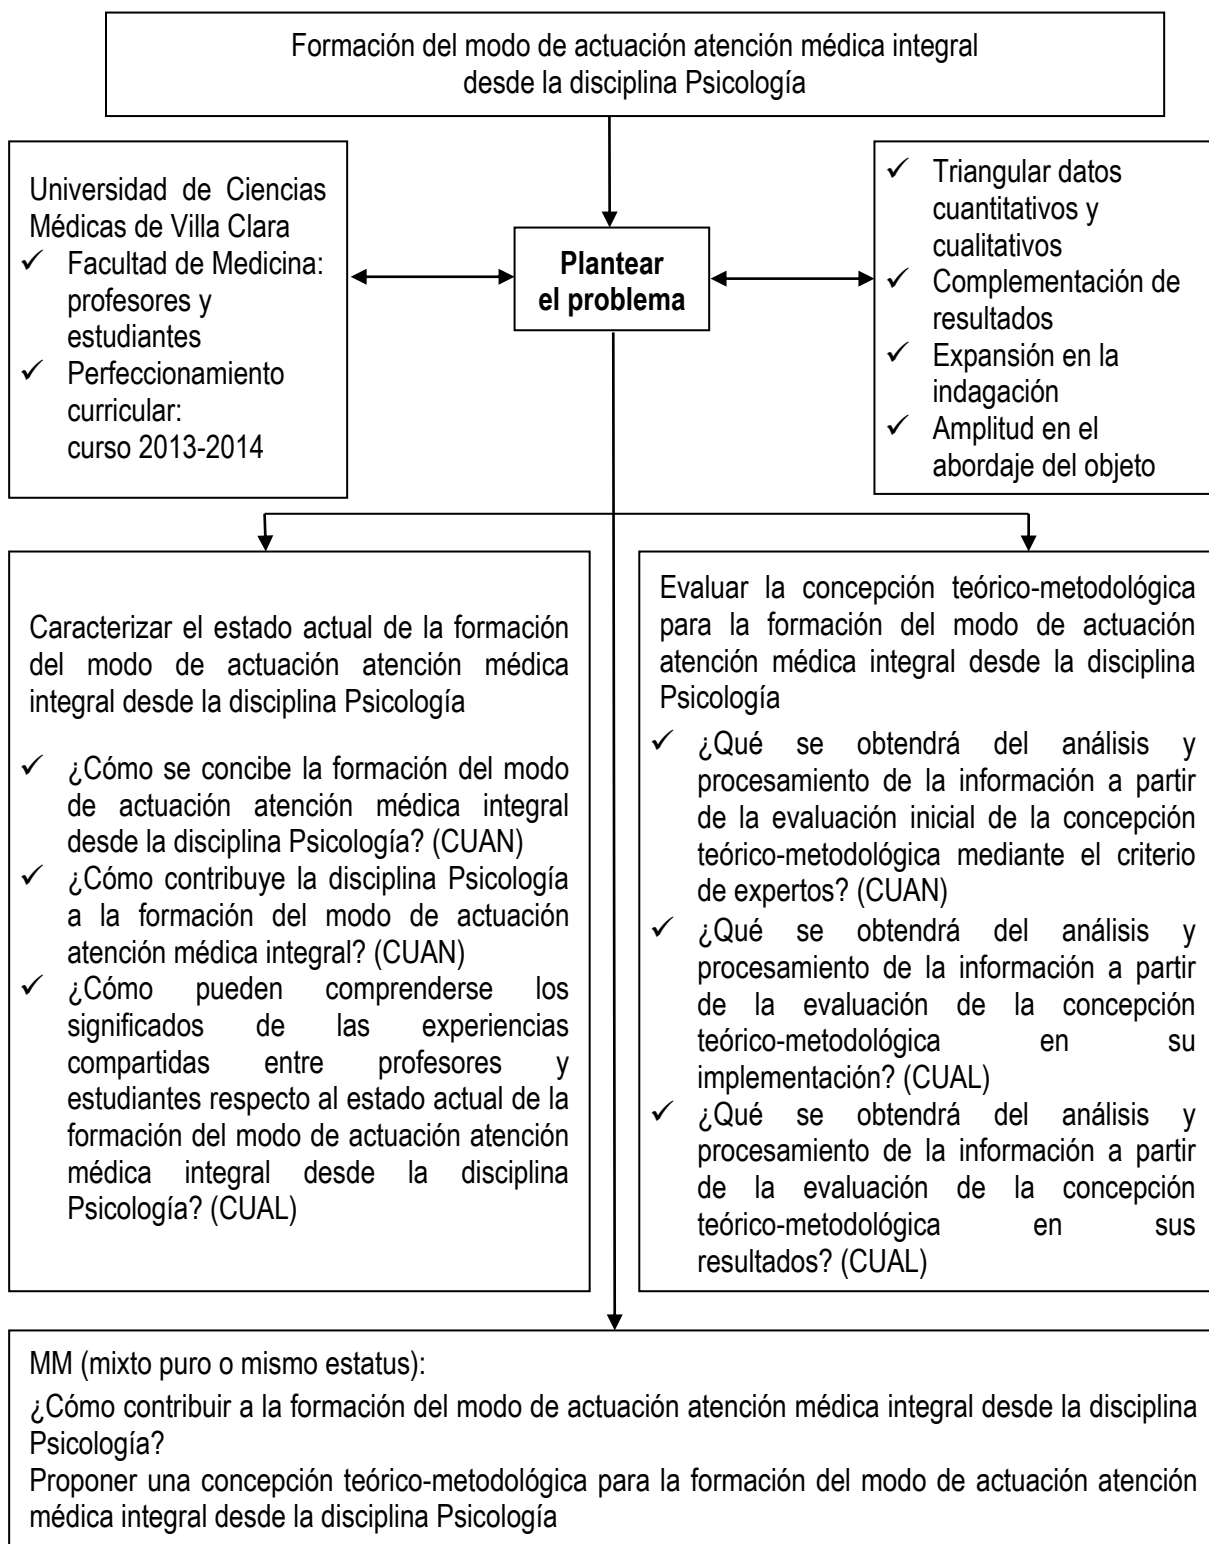 Formación del modo de actuación atención médica integral
desde la disciplina Psicología
Universidad de Ciencias
Médicas de Villa Clara
✓ Facultad de Medicina:
profesores y
estudiantes
✓ Perfeccionamiento
curricular:
curso 2013-2014
Plantear
el problema
✓ Triangular datos
cuantitativos y
cualitativos
✓ Complementación de
resultados
✓ Expansión en la
indagación
✓ Amplitud en el
abordaje del objeto
Caracterizar el estado actual de la formación
del modo de actuación atención médica
integral desde la disciplina Psicología
✓ ¿Cómo se concibe la formación del modo
de actuación atención médica integral
desde la disciplina Psicología? (CUAN)
✓ ¿Cómo contribuye la disciplina Psicología
a la formación del modo de actuación
atención médica integral? (CUAN)
✓ ¿Cómo pueden comprenderse los
significados de las experiencias
compartidas entre profesores y
estudiantes respecto al estado actual de la
formación del modo de actuación atención
médica integral desde la disciplina
Psicología? (CUAL)
Evaluar la concepción teórico-metodológica
para la formación del modo de actuación
atención médica integral desde la disciplina
Psicología
✓ ¿Qué se obtendrá del análisis y
procesamiento de la información a partir
de la evaluación inicial de la concepción
teórico-metodológica mediante el criterio
de expertos? (CUAN)
✓ ¿Qué se obtendrá del análisis y
procesamiento de la información a partir
de la evaluación de la concepción
teórico-metodológica en su
implementación? (CUAL)
✓ ¿Qué se obtendrá del análisis y
procesamiento de la información a partir
de la evaluación de la concepción
teórico-metodológica en sus
resultados? (CUAL)
MM (mixto puro o mismo estatus):
¿Cómo contribuir a la formación del modo de actuación atención médica integral desde la disciplina
Psicología?
Proponer una concepción teórico-metodológica para la formación del modo de actuación atención
médica integral desde la disciplina Psicología